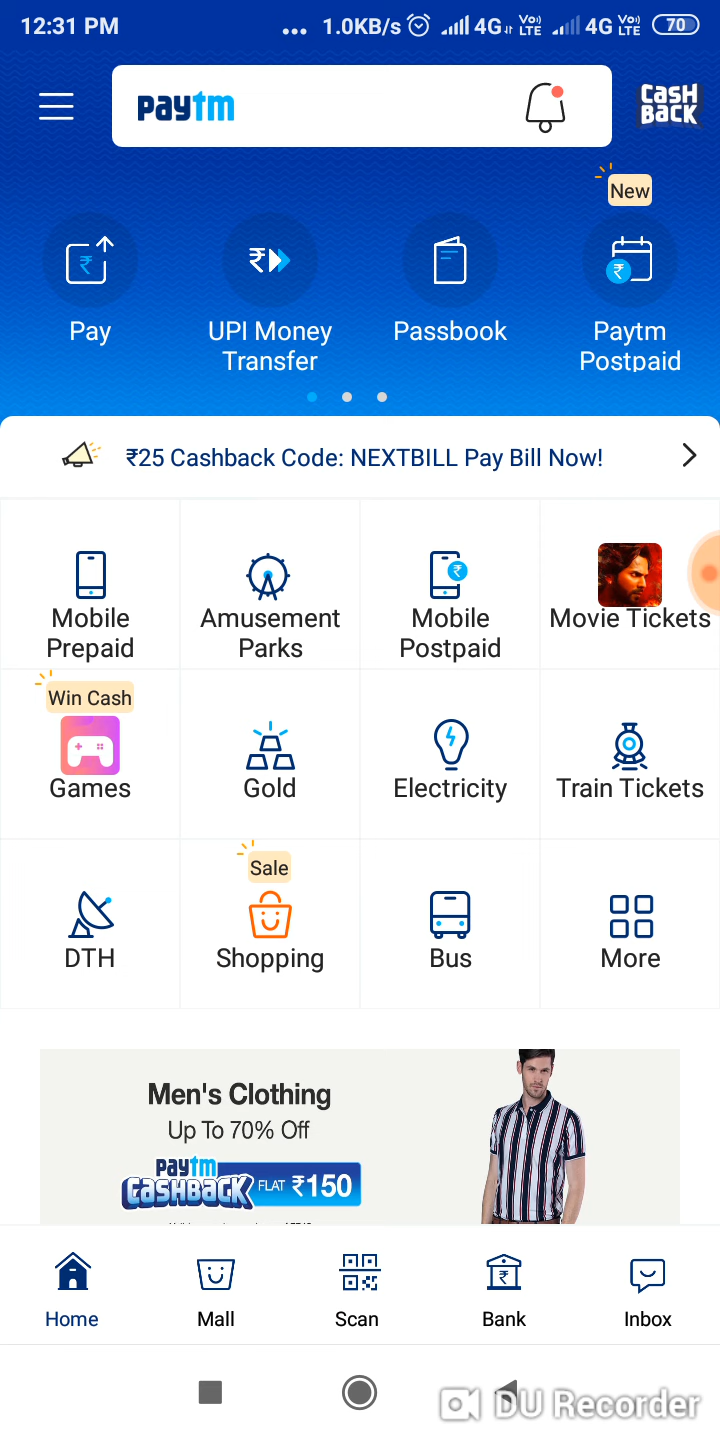 12:31 PM ... 1.0KB/s 4G Vo)) LTE 4G Vo)) LTE 70
paytm
CASH BACK
New
Pay
UPI Money Transfer
Passbook
Paytm Postpaid
₹25 Cashback Code: NEXTBILL Pay Bill Now!
Mobile Prepaid
Amusement Parks
Mobile Postpaid
Movie Tickets
Win Cash
Games
Gold
Electricity
Train Tickets
Sale
DTH
Shopping
Bus
More
Men's Clothing
Up To 70% Off
paytm
CASHBACK FLAT ₹150
Home
Mall
Scan
Bank
Inbox
DU Recorder